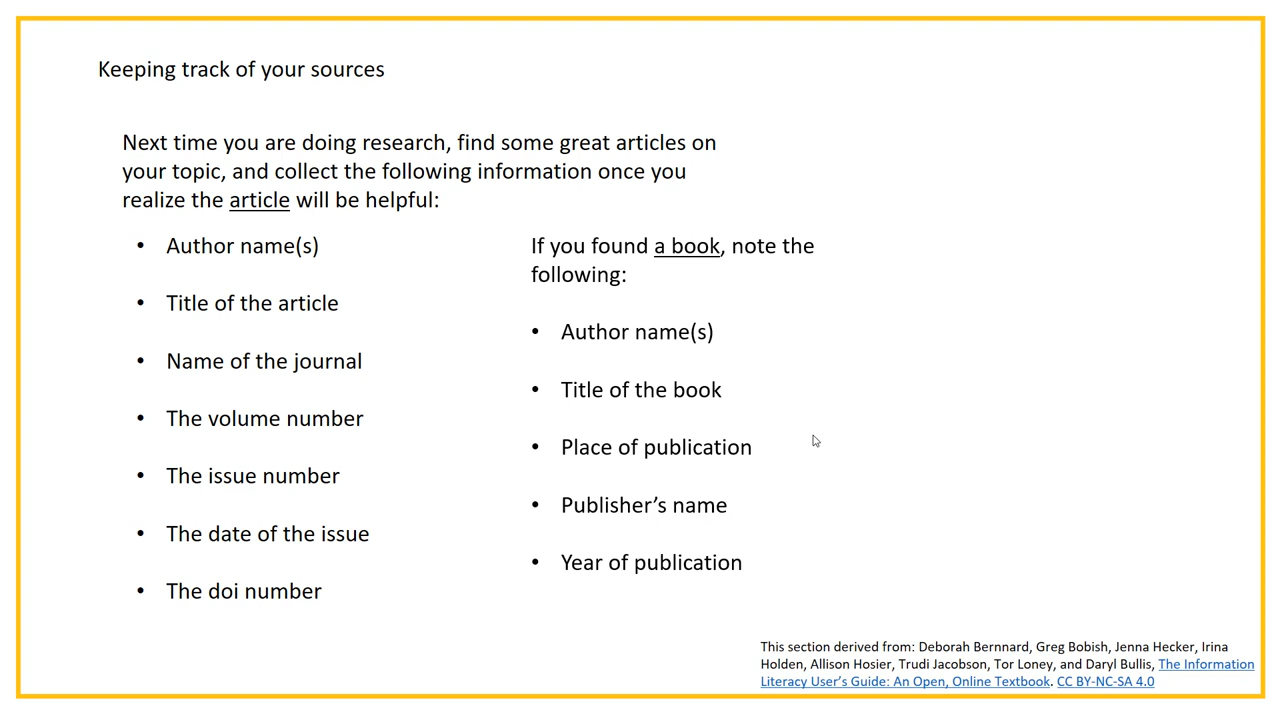 Keeping track of your sources
Next time you are doing research, find some great articles on
your topic, and collect the following information once you
realize the article will be helpful:
• Author name(s)
• Title of the article
• Name of the journal
• The volume number
• The issue number
• The date of the issue
• The doi number
If you found a book, note the
following:
• Author name(s)
• Title of the book
• Place of publication
• Publisher’s name
• Year of publication
This section derived from: Deborah Bernnard, Greg Bobish, Jenna Hecker, Irina
Holden, Allison Hosier, Trudi Jacobson, Tor Loney, and Daryl Bullis, The Information
Literacy User’s Guide: An Open, Online Textbook. CC BY-NC-SA 4.0